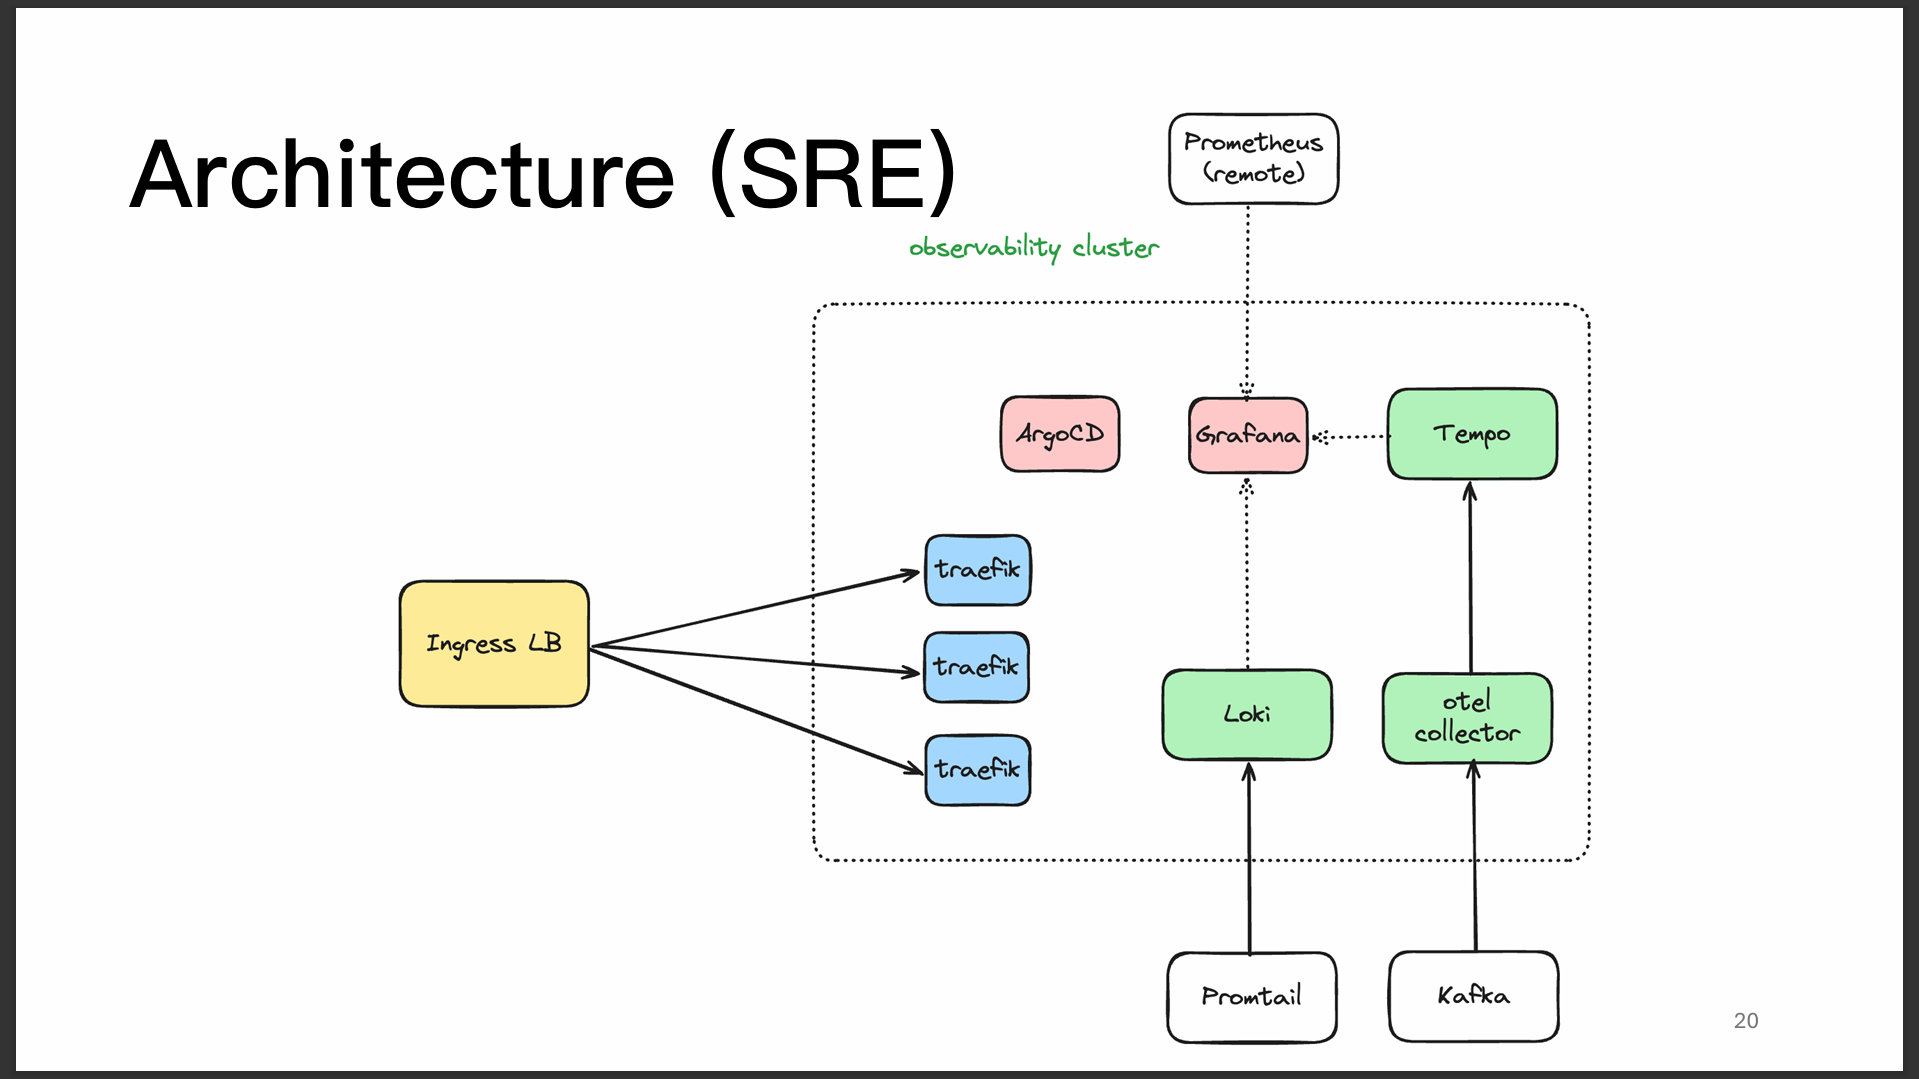 Architecture (SRE)
Prometheus
(remote)
observability cluster
ArgoCD
Grafana
Tempo
traefik
Ingress LB
traefik
traefik
Loki
otel
collector
Promtail
Kafka
20